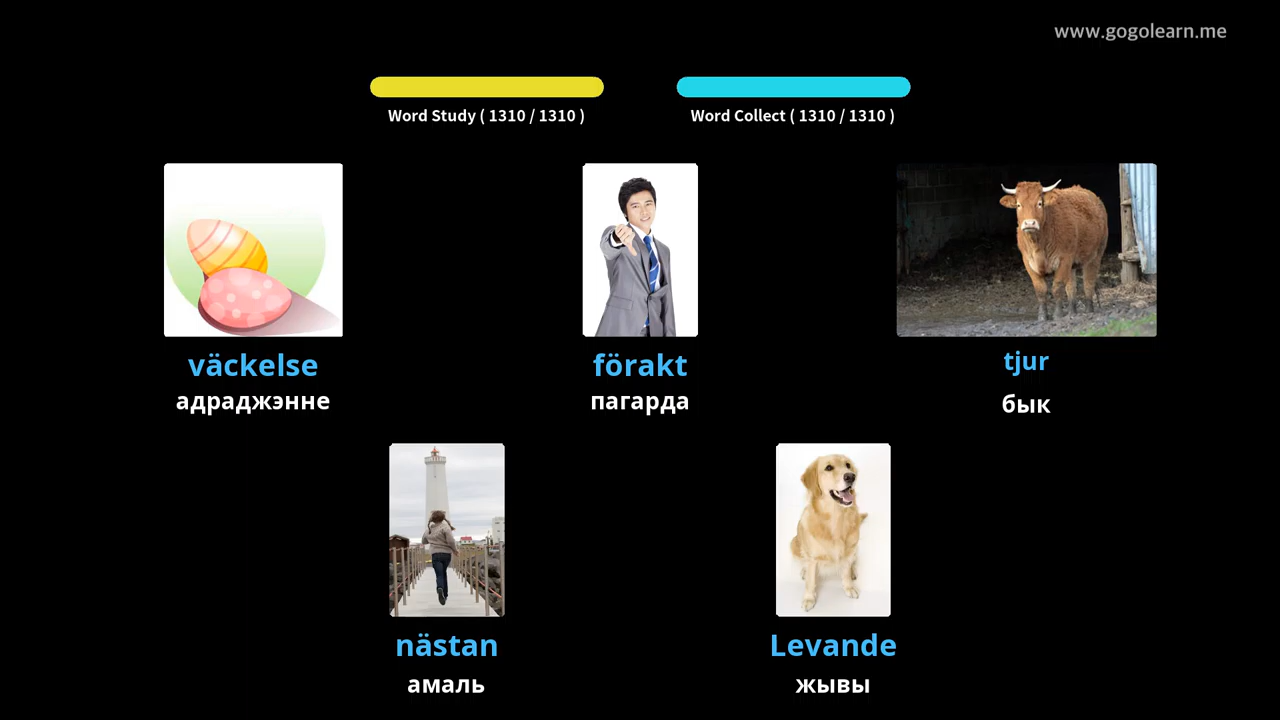 www.gogolearn.me
Word Study ( 1310 / 1310 )
Word Collect ( 1310 / 1310 )
väckelse
адраджэнне
förakt
пагарда
tjur
бык
nästan
амаль
Levande
жывы